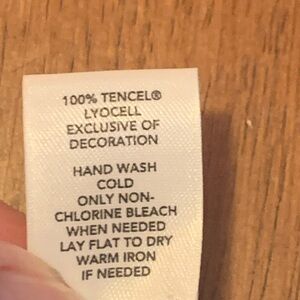 100% TENCEL®
LYOCELL
EXCLUSIVE OF
DECORATION
HAND WASH
COLD
ONLY NON-
CHLORINE BLEACH
WHEN NEEDED
LAY FLAT TO DRY
WARM IRON
IF NEEDED